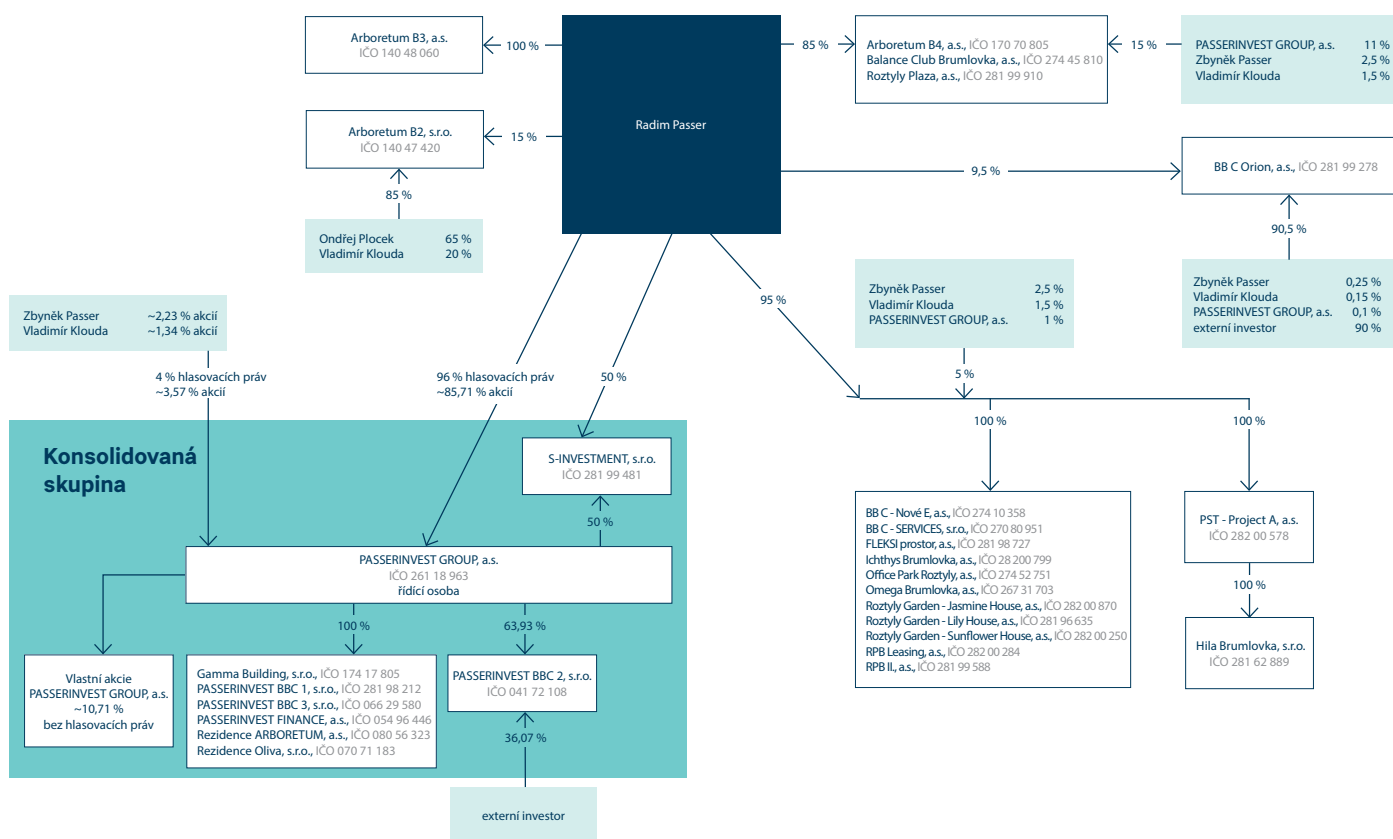 Arboretum B3, a.s.
IČO 140 48 060
100 %
Radim Passer
85 %
Arboretum B4, a.s., IČO 170 70 805
Balance Club Brumlovka, a.s., IČO 274 45 810
Roztyly Plaza, a.s., IČO 281 99 910
15 %
PASSERINVEST GROUP, a.s. 11 %
Zbyněk Passer 2,5 %
Vladimír Klouda 1,5 %
Arboretum B2, s.r.o.
IČO 140 47 420
15 %
85 %
Ondřej Plocek 65 %
Vladimír Klouda 20 %
9,5 %
BB C Orion, a.s., IČO 281 99 278
90,5 %
Zbyněk Passer 0,25 %
Vladimír Klouda 0,15 %
PASSERINVEST GROUP, a.s. 0,1 %
externí investor 90 %
Zbyněk Passer 2,5 %
Vladimír Klouda 1,5 %
PASSERINVEST GROUP, a.s. 1 %
95 %
5 %
Zbyněk Passer ~2,23 % akcií
Vladimír Klouda ~1,34 % akcií
4 % hlasovacích práv
~3,57 % akcií
96 % hlasovacích práv
~85,71 % akcií
50 %
100 %
100 %
Konsolidovaná
skupina
S-INVESTMENT, s.r.o.
IČO 281 99 481
50 %
PASSERINVEST GROUP, a.s.
IČO 261 18 963
řídící osoba
100 %
63,93 %
Vlastní akcie
PASSERINVEST GROUP, a.s.
~10,71 %
bez hlasovacích práv
Gamma Building, s.r.o., IČO 174 17 805
PASSERINVEST BBC 1, s.r.o., IČO 281 98 212
PASSERINVEST BBC 3, s.r.o., IČO 066 29 580
PASSERINVEST FINANCE, a.s., IČO 054 96 446
Rezidence ARBORETUM, a.s., IČO 080 56 323
Rezidence Oliva, s.r.o., IČO 070 71 183
PASSERINVEST BBC 2, s.r.o.
IČO 041 72 108
36,07 %
externí investor
BB C - Nové E, a.s., IČO 274 10 358
BB C - SERVICES, s.r.o., IČO 270 80 951
FLEKSI prostor, a.s., IČO 281 98 727
Ichthys Brumlovka, a.s., IČO 28 200 799
Office Park Roztyly, a.s., IČO 274 52 751
Omega Brumlovka, a.s., IČO 267 31 703
Roztyly Garden - Jasmine House, a.s., IČO 282 00 870
Roztyly Garden - Lily House, a.s., IČO 281 96 635
Roztyly Garden - Sunflower House, a.s., IČO 282 00 250
RPB Leasing, a.s., IČO 282 00 284
RPB II., a.s., IČO 281 99 588
PST - Project A, a.s.
IČO 282 00 578
100 %
Hila Brumlovka, s.r.o.
IČO 281 62 889